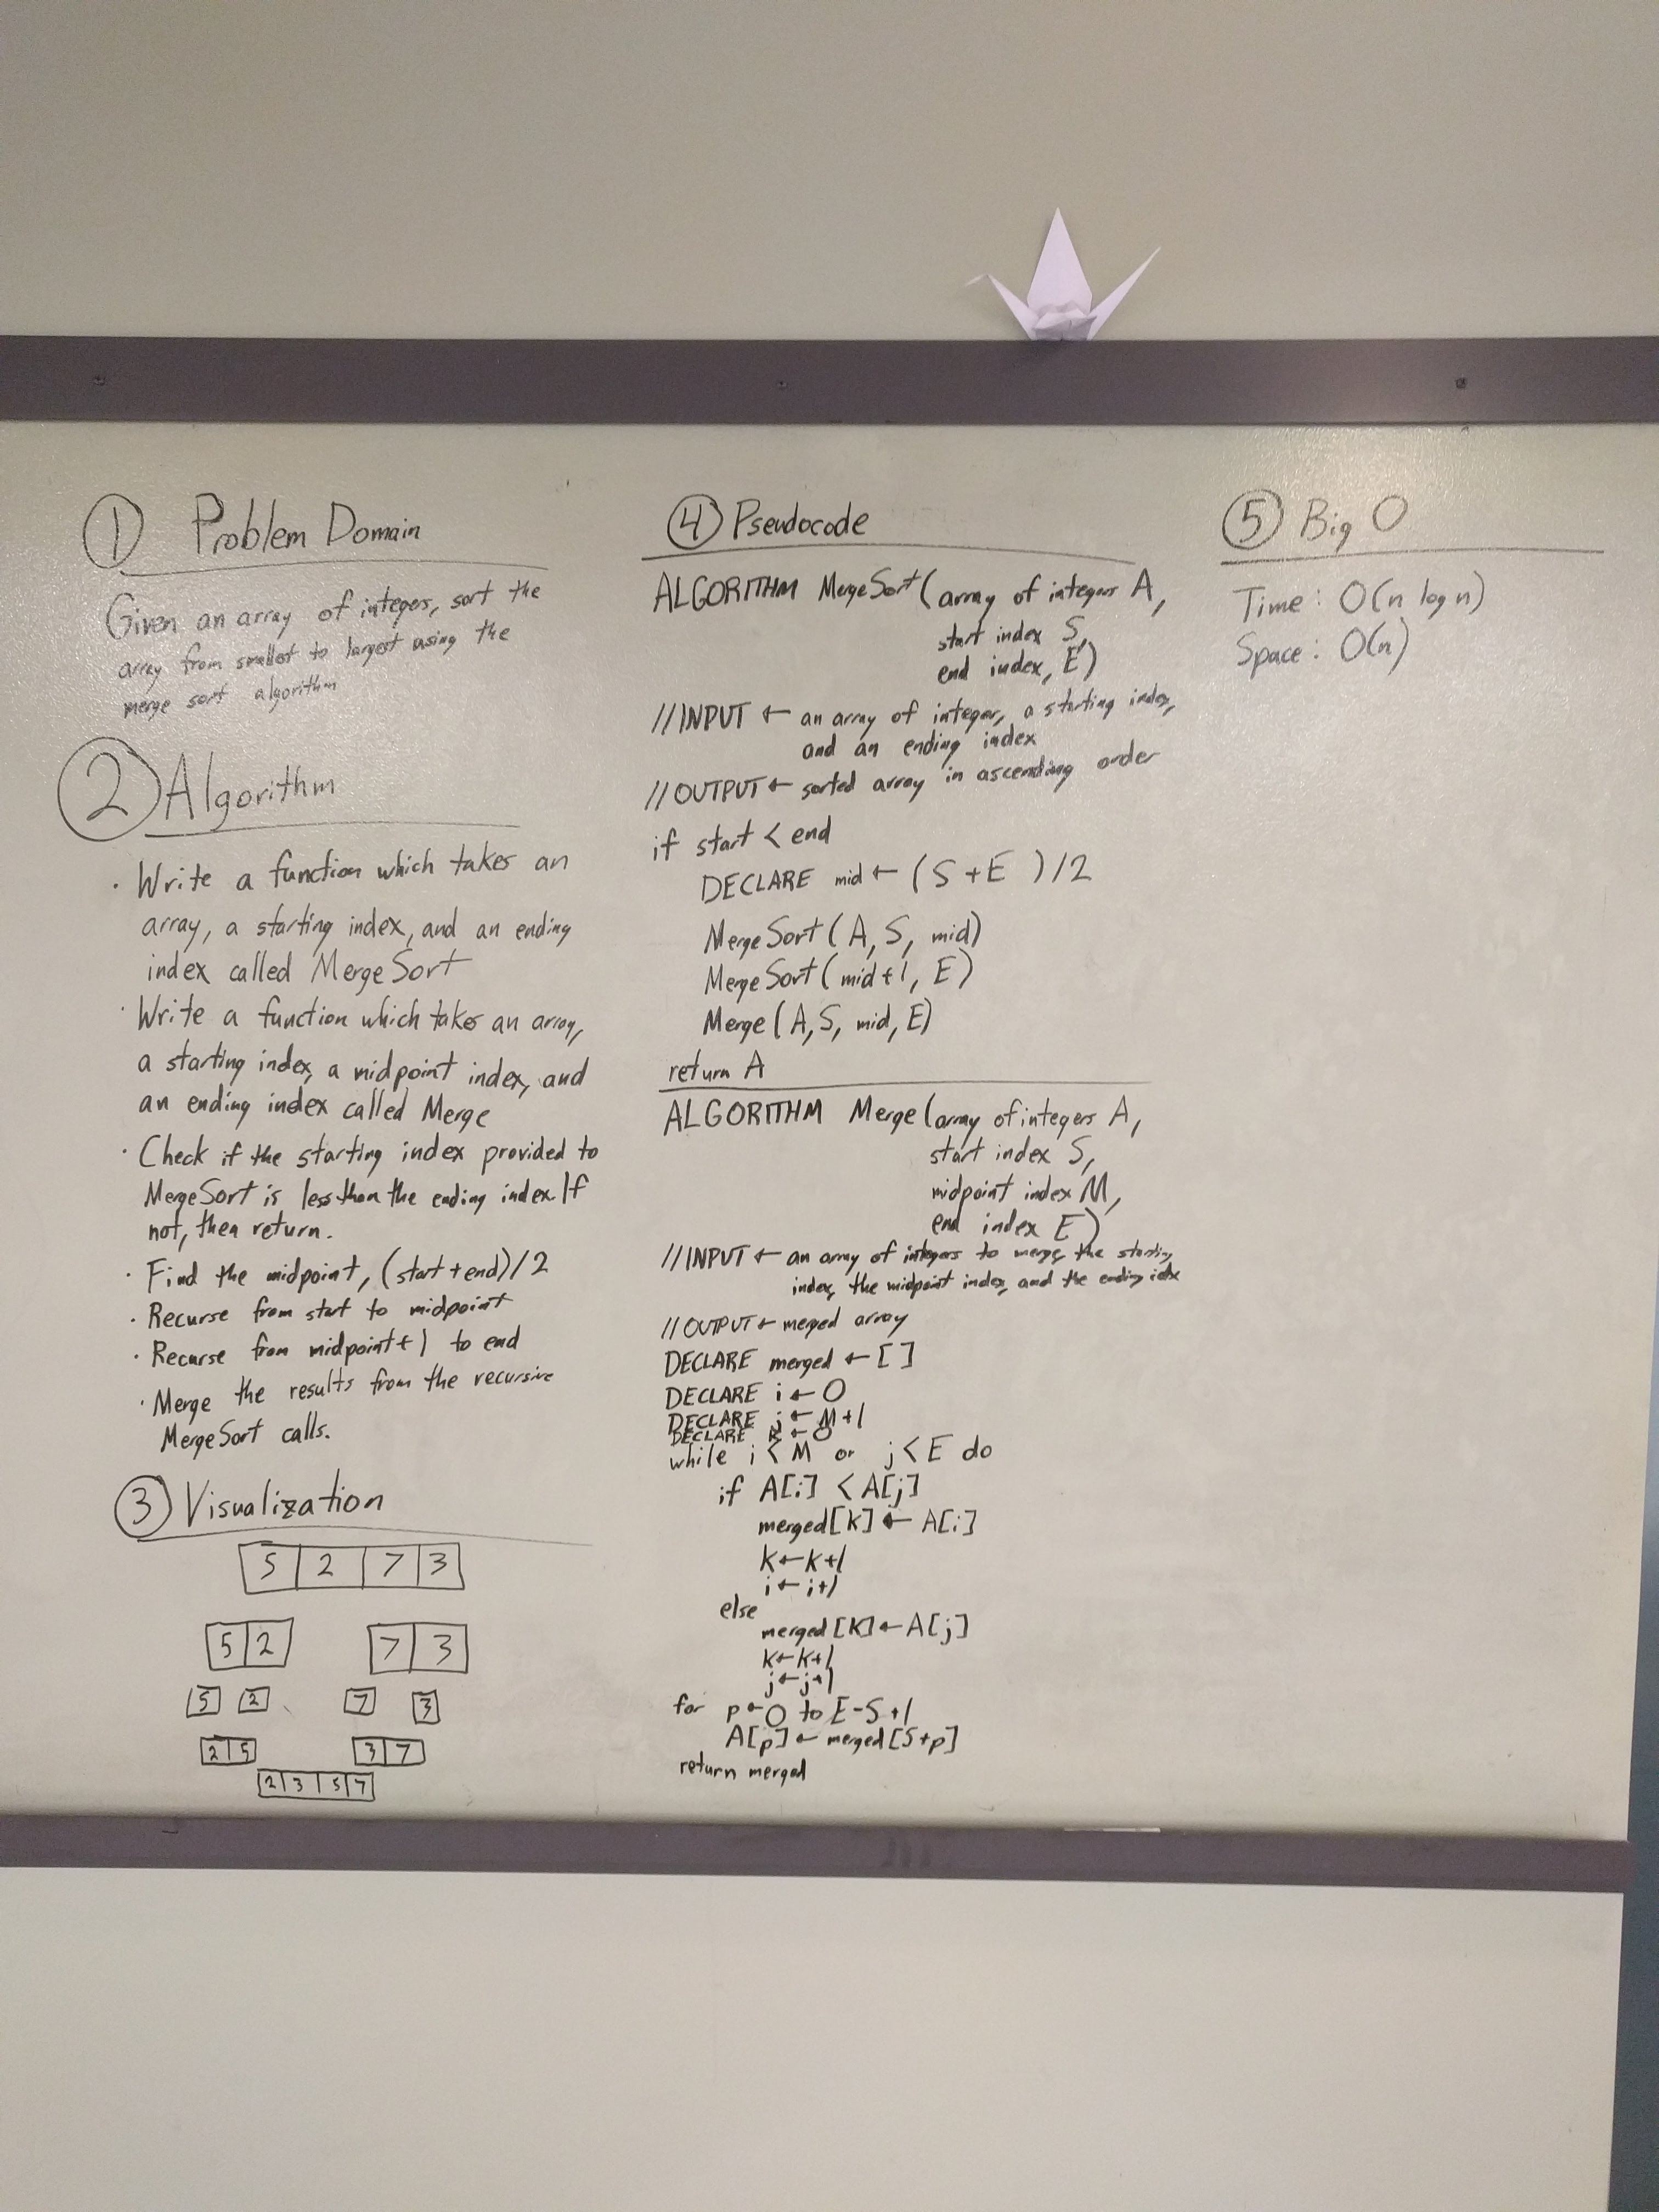 ① Problem Domain
Given an array of integers, sort the
array from smallest to largest using the
merge sort algorithm
② Algorithm
· Write a function which takes an
array, a starting index, and an ending
index called MergeSort
· Write a function which takes an array,
a starting index, a midpoint index, and
an ending index called Merge
· Check if the starting index provided to
MergeSort is less than the ending index. If
not, then return.
· Find the midpoint, (start+end)/2
· Recurse from start to midpoint
· Recurse from midpoint+1 to end
· Merge the results from the recursive
MergeSort calls.
③ Visualization
5 2 7 3
5 2 7 3
5 2 7 3
2 5 3 7
2 3 5 7
④ Pseudocode
ALGORITHM MergeSort(array of integers A,
start index S,
end index, E)
//INPUT ← an array of integer, a starting index,
and an ending index
//OUTPUT ← sorted array in ascending order
if start < end
DECLARE mid ← (S+E )/2
MergeSort(A, S, mid)
MergeSort(mid+1, E)
Merge(A, S, mid, E)
return A
ALGORITHM Merge(array of integers A,
start index S,
midpoint index M,
end index E)
//INPUT ← an array of integers to merge, the starting
index, the midpoint index, and the ending idx
//OUTPUT ← merged array
DECLARE merged ← []
DECLARE i ← 0
DECLARE j ← M+1
DECLARE k ← 0
while i < M or j < E do
if A[i] < A[j]
merged[k] ← A[i]
k ← k+1
i ← i+1
else
merged[k] ← A[j]
k ← k+1
j ← j+1
for p ← 0 to E-S+1
A[p] ← merged[S+p]
return merged
⑤ Big O
Time: O(n log n)
Space: O(n)